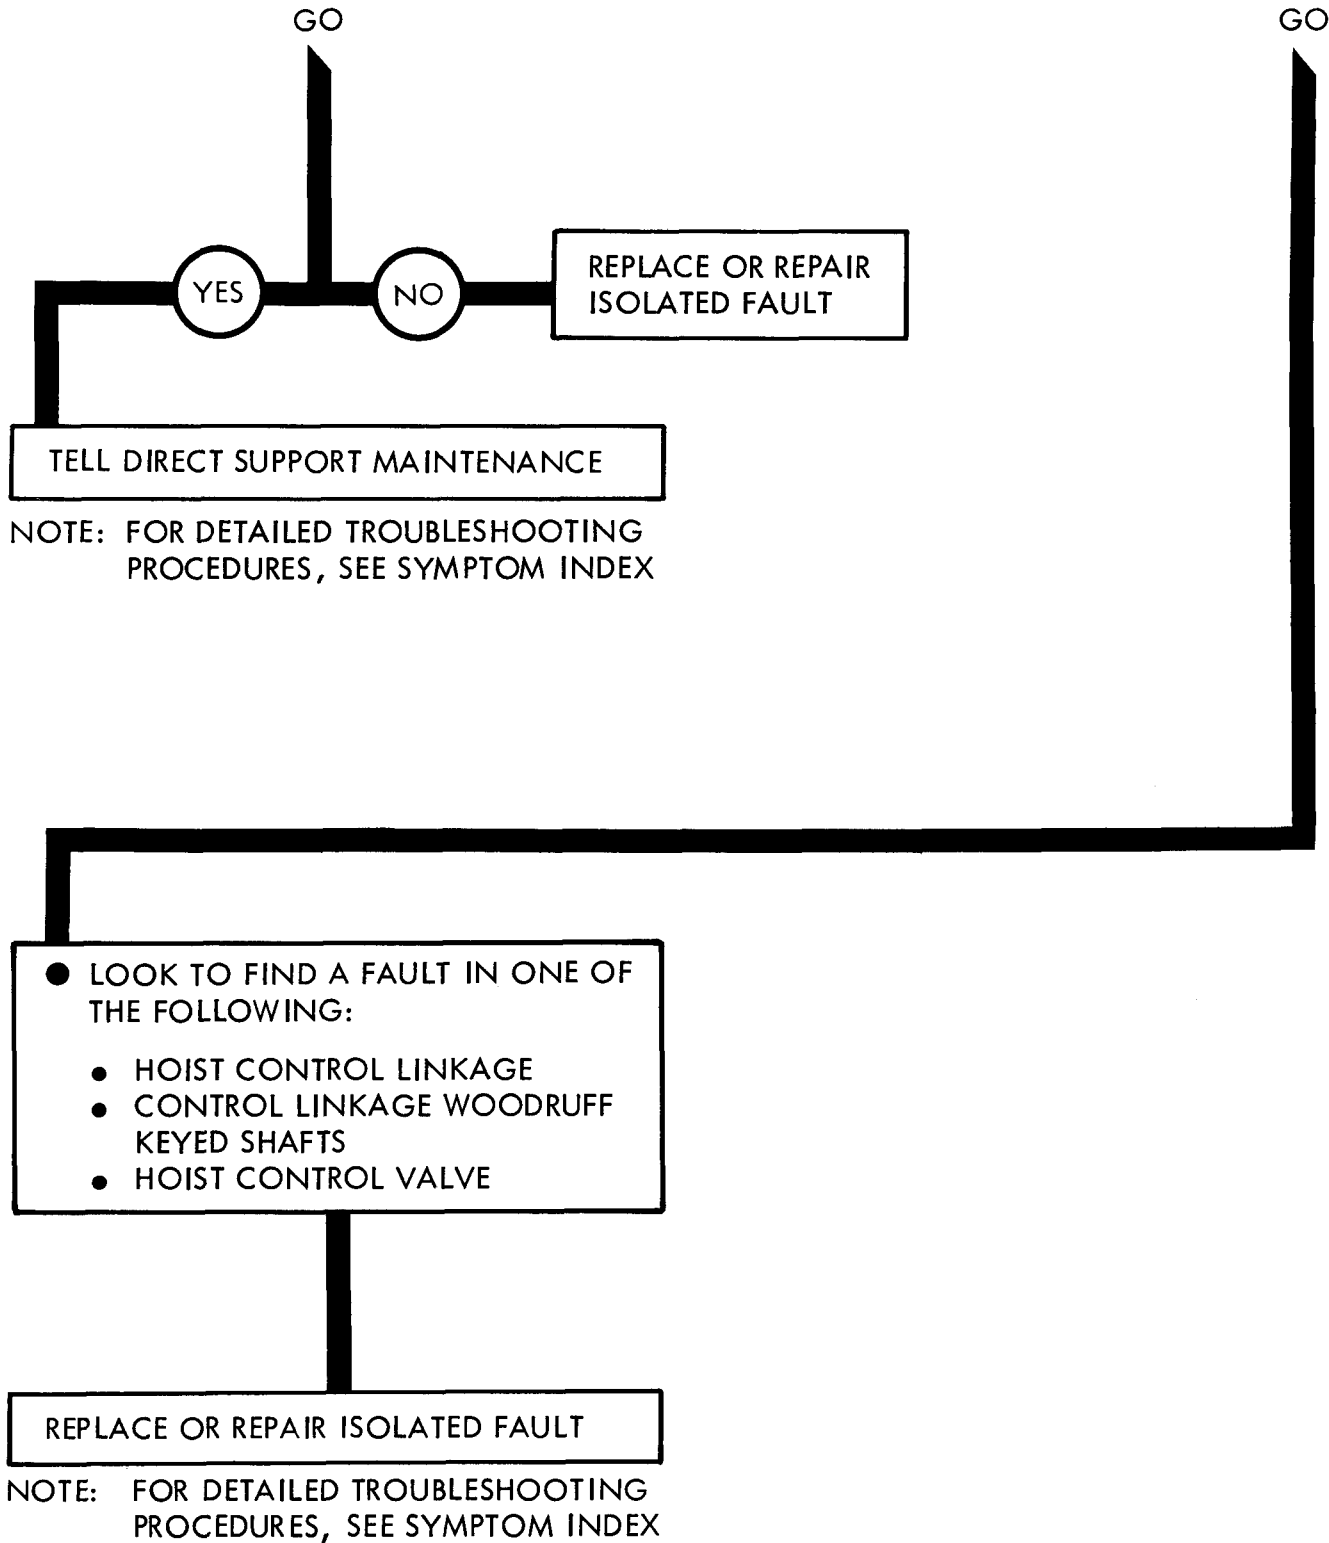 GO
GO
YES
NO
REPLACE OR REPAIR
ISOLATED FAULT
TELL DIRECT SUPPORT MAINTENANCE
NOTE: FOR DETAILED TROUBLESHOOTING
PROCEDURES, SEE SYMPTOM INDEX
● LOOK TO FIND A FAULT IN ONE OF
THE FOLLOWING:
● HOIST CONTROL LINKAGE
● CONTROL LINKAGE WOODRUFF
KEYED SHAFTS
● HOIST CONTROL VALVE
REPLACE OR REPAIR ISOLATED FAULT
NOTE: FOR DETAILED TROUBLESHOOTING
PROCEDURES, SEE SYMPTOM INDEX